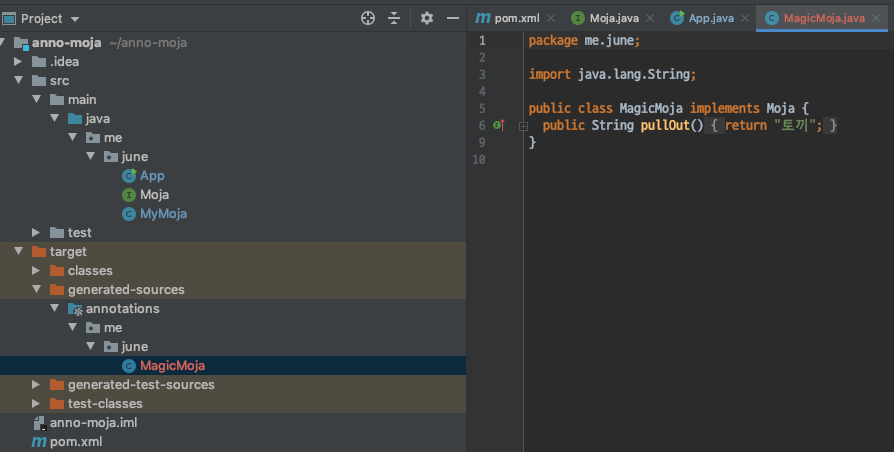 Project
anno-moja ~/anno-moja
.idea
src
main
java
me
june
App
Moja
MyMoja
test
target
classes
generated-sources
annotations
me
june
MagicMoja
generated-test-sources
test-classes
anno-moja.iml
pom.xml
pom.xml Moja.java App.java MagicMoja.java
1 package me.june;
2
3 import java.lang.String;
4
5 public class MagicMoja implements Moja {
6 public String pullOut() { return "토끼"; }
9 }
10